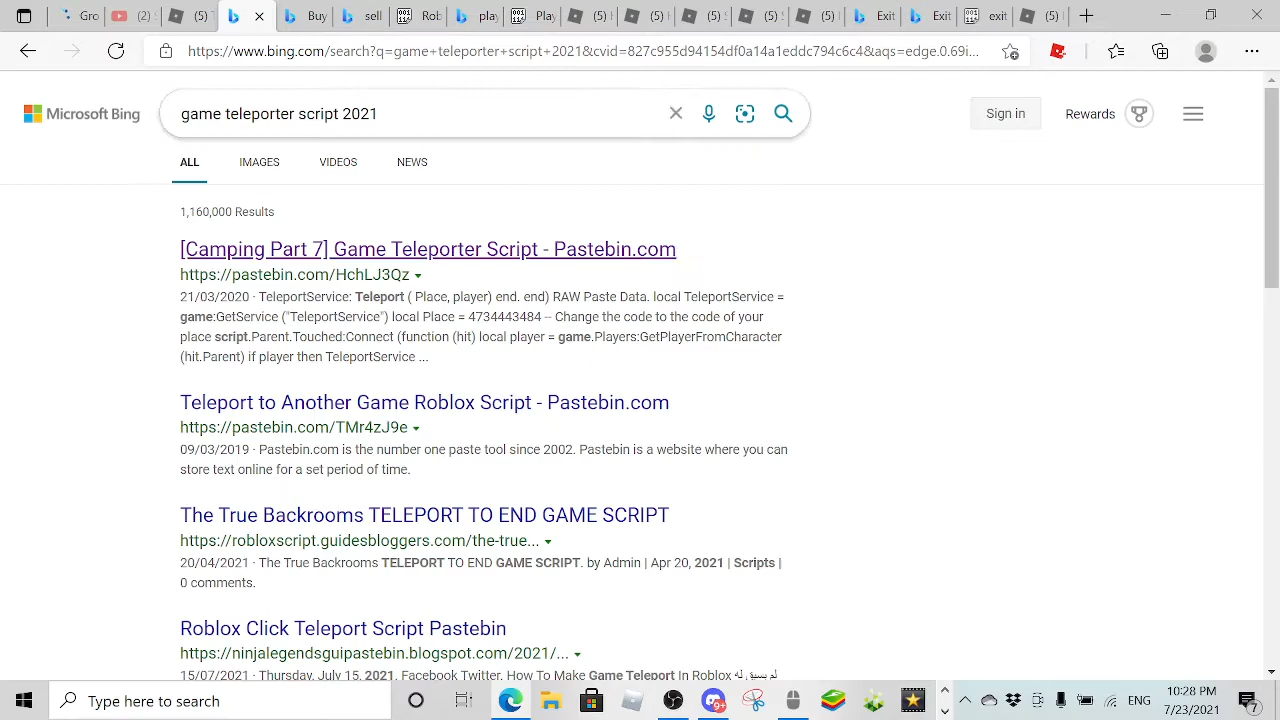 Gro
(2
(5
Bus
sell
Rol
Play
(5)
(5)
(5)
(5)
(5)
exit
exit
exit
(5)
https://www.bing.com/search?q=game+teleporter+script+2021&cvid=827c955d94154df0a14a1eddc794c6c4&aqs=edge.0.69i...
Microsoft Bing
game teleporter script 2021
Sign in
Rewards
ALL
IMAGES
VIDEOS
NEWS
1,160,000 Results
[Camping Part 7] Game Teleporter Script - Pastebin.com
https://pastebin.com/HchLJ3Qz
21/03/2020 · TeleportService: Teleport ( Place, player) end. end) RAW Paste Data. local TeleportService =
game:GetService ("TeleportService") local Place = 4734443484 -- Change the code to the code of your
place script.Parent.Touched:Connect (function (hit) local player = game.Players:GetPlayerFromCharacter
(hit.Parent) if player then TeleportService ...
Teleport to Another Game Roblox Script - Pastebin.com
https://pastebin.com/TMr4zJ9e
09/03/2019 · Pastebin.com is the number one paste tool since 2002. Pastebin is a website where you can
store text online for a set period of time.
The True Backrooms TELEPORT TO END GAME SCRIPT
https://robloxscript.guidesbloggers.com/the-true...
20/04/2021 · The True Backrooms TELEPORT TO END GAME SCRIPT. by Admin | Apr 20, 2021 | Scripts |
0 comments.
Roblox Click Teleport Script Pastebin
https://ninjalegendsguipastebin.blogspot.com/2021/...
15/07/2021 · Thursday, July 15, 2021. Facebook Twitter. How To Make Game Teleport In Roblox
Type here to search
9+
ENG
10:28 PM
7/23/2021
7